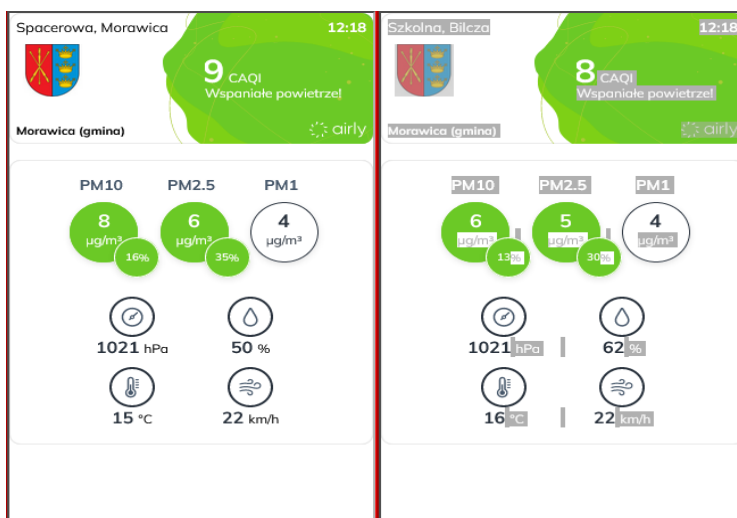 Spacerowa, Morawica 12:18
9 CAQI
Wspaniałe powietrze!
Morawica (gmina) airly
PM10 PM2.5 PM1
8 6 4
µg/m³ µg/m³ µg/m³
16% 35%
1021 hPa 50 %
15 °C 22 km/h
Szkolna, Bilcza 12:18
8 CAQI
Wspaniałe powietrze!
Morawica (gmina) airly
PM10 PM2.5 PM1
6 5 4
µg/m³ µg/m³ µg/m³
13% 30%
1021 hPa 62 %
16 °C 22 km/h